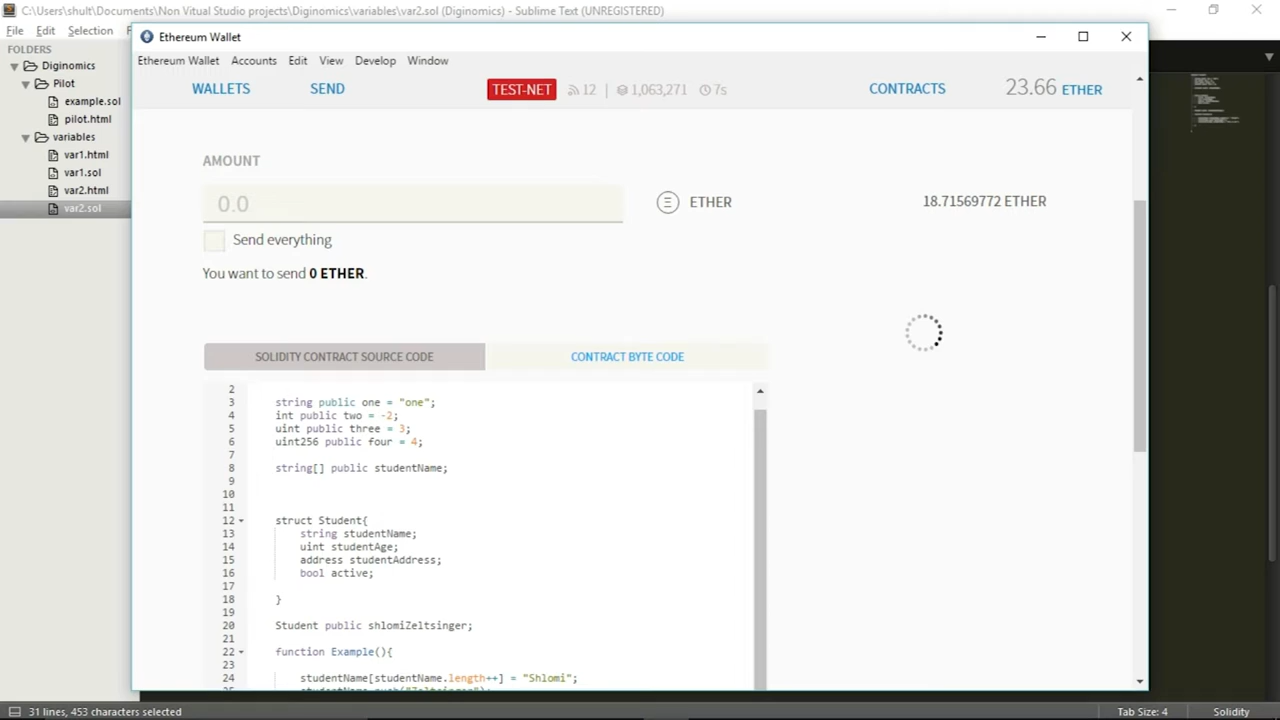 C:\Users\shult\Documents\Non Vitual Studio projects\Diginomics\variables\var2.sol (Diginomics) - Sublime Text (UNREGISTERED)
File Edit Selection F
FOLDERS
Diginomics
Pilot
example.sol
pilot.html
variables
var1.html
var1.sol
var2.html
var2.sol
Ethereum Wallet
Ethereum Wallet Accounts Edit View Develop Window
WALLETS SEND TEST-NET 12 | 1,063,271 7s CONTRACTS 23.66 ETHER
AMOUNT
0.0 ETHER 18.71569772 ETHER
Send everything
You want to send 0 ETHER.
SOLIDITY CONTRACT SOURCE CODE CONTRACT BYTE CODE
2
3 string public one = "one";
4 int public two = -2;
5 uint public three = 3;
6 uint256 public four = 4;
7
8 string[] public studentName;
9
10
11
12 struct Student{
13 string studentName;
14 uint studentAge;
15 address studentAddress;
16 bool active;
17
18 }
19
20 Student public shlomiZeltsinger;
21
22 function Example(){
23
24 studentName[studentName.length++] = "Shlomi";
25 studentName.push("Zeltsinger");
31 lines, 453 characters selected Tab Size: 4 Solidity